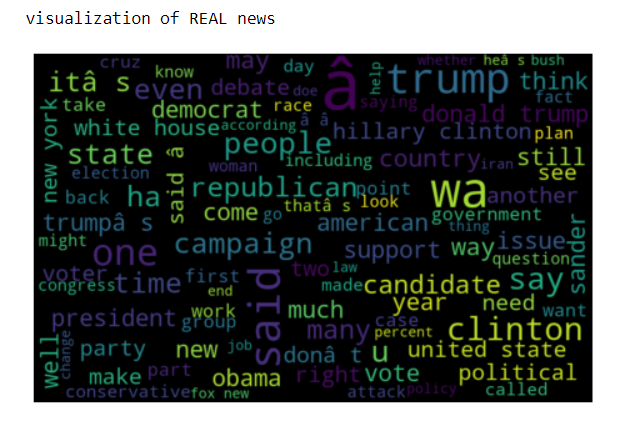 visualization of REAL news
cruz may day â help whether heâ s bush
itâ s know even debate doe trump think
take democrat race saying donald trump fact
new york white house according â â hillary clinton plan
state said â people including country iran still
election woman see
back ha republican point wa another
trumpâ s come go thatâ s look american government
might one campaign support way issue thing
voter time first two law question sander
congress end made candidate say
president group work said much many case year need want
percent clinton
well change party new job donâ t u united state
make part obama right vote political
conservative fox new attack policy called